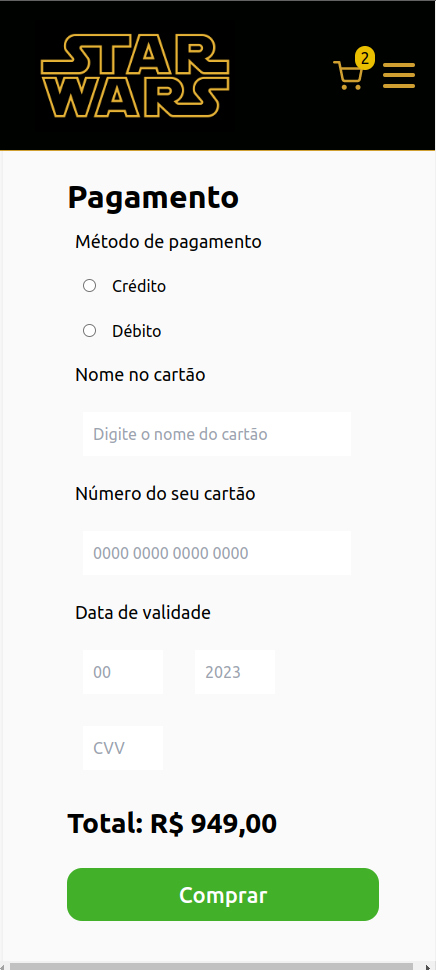 STAR
WARS
2
Pagamento
Método de pagamento
Crédito
Débito
Nome no cartão
Digite o nome do cartão
Número do seu cartão
0000 0000 0000 0000
Data de validade
00 2023
CVV
Total: R$ 949,00
Comprar